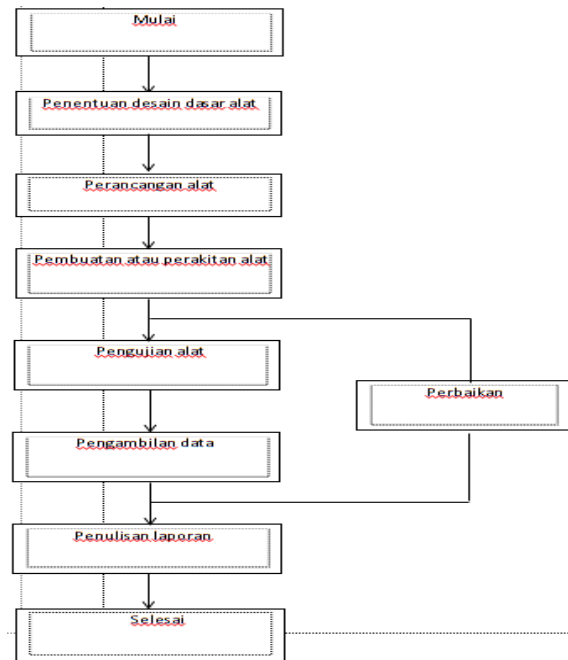 Mulai
Penentuan desain dasar alat
Perancangan alat
Pembuatan atau perakitan alat
Pengujian alat
Perbaikan
Pengambilan data
Penulisan laporan
Selesai